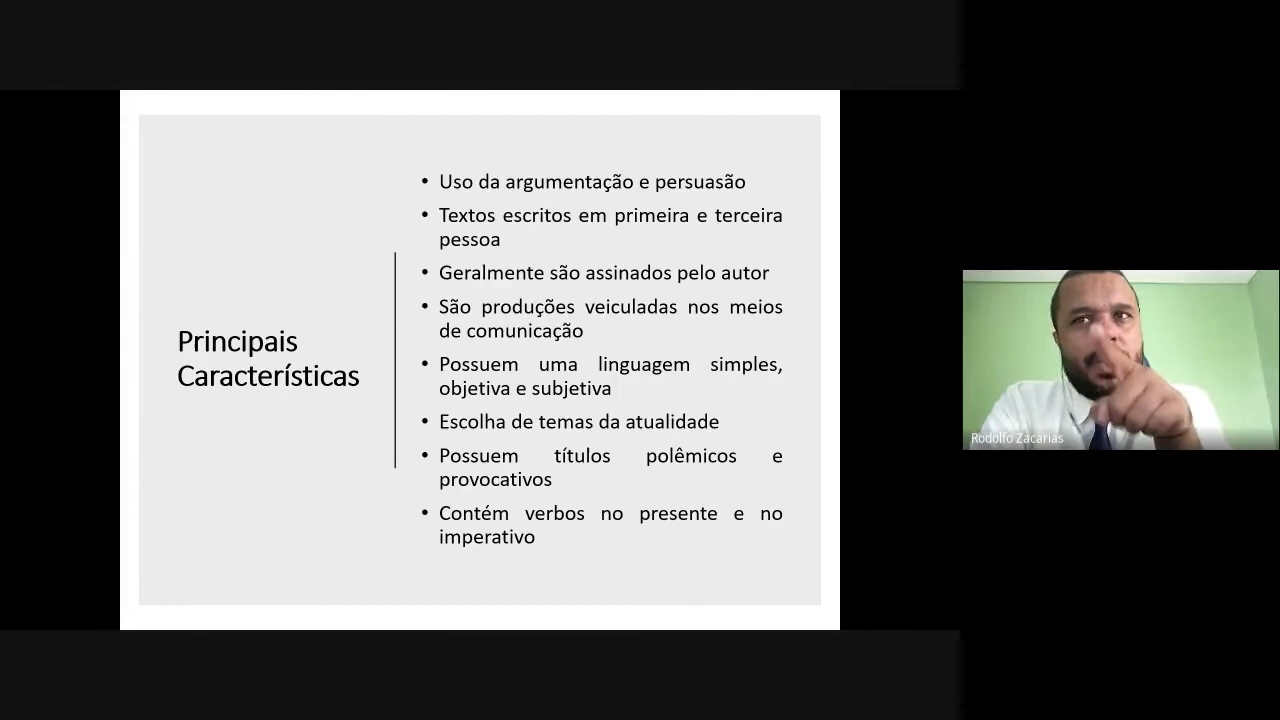 Principais
Características
• Uso da argumentação e persuasão
• Textos escritos em primeira e terceira
pessoa
• Geralmente são assinados pelo autor
• São produções veiculadas nos meios
de comunicação
• Possuem uma linguagem simples,
objetiva e subjetiva
• Escolha de temas da atualidade
• Possuem títulos polêmicos e
provocativos
• Contém verbos no presente e no
imperativo
Rodolfo Zacarias